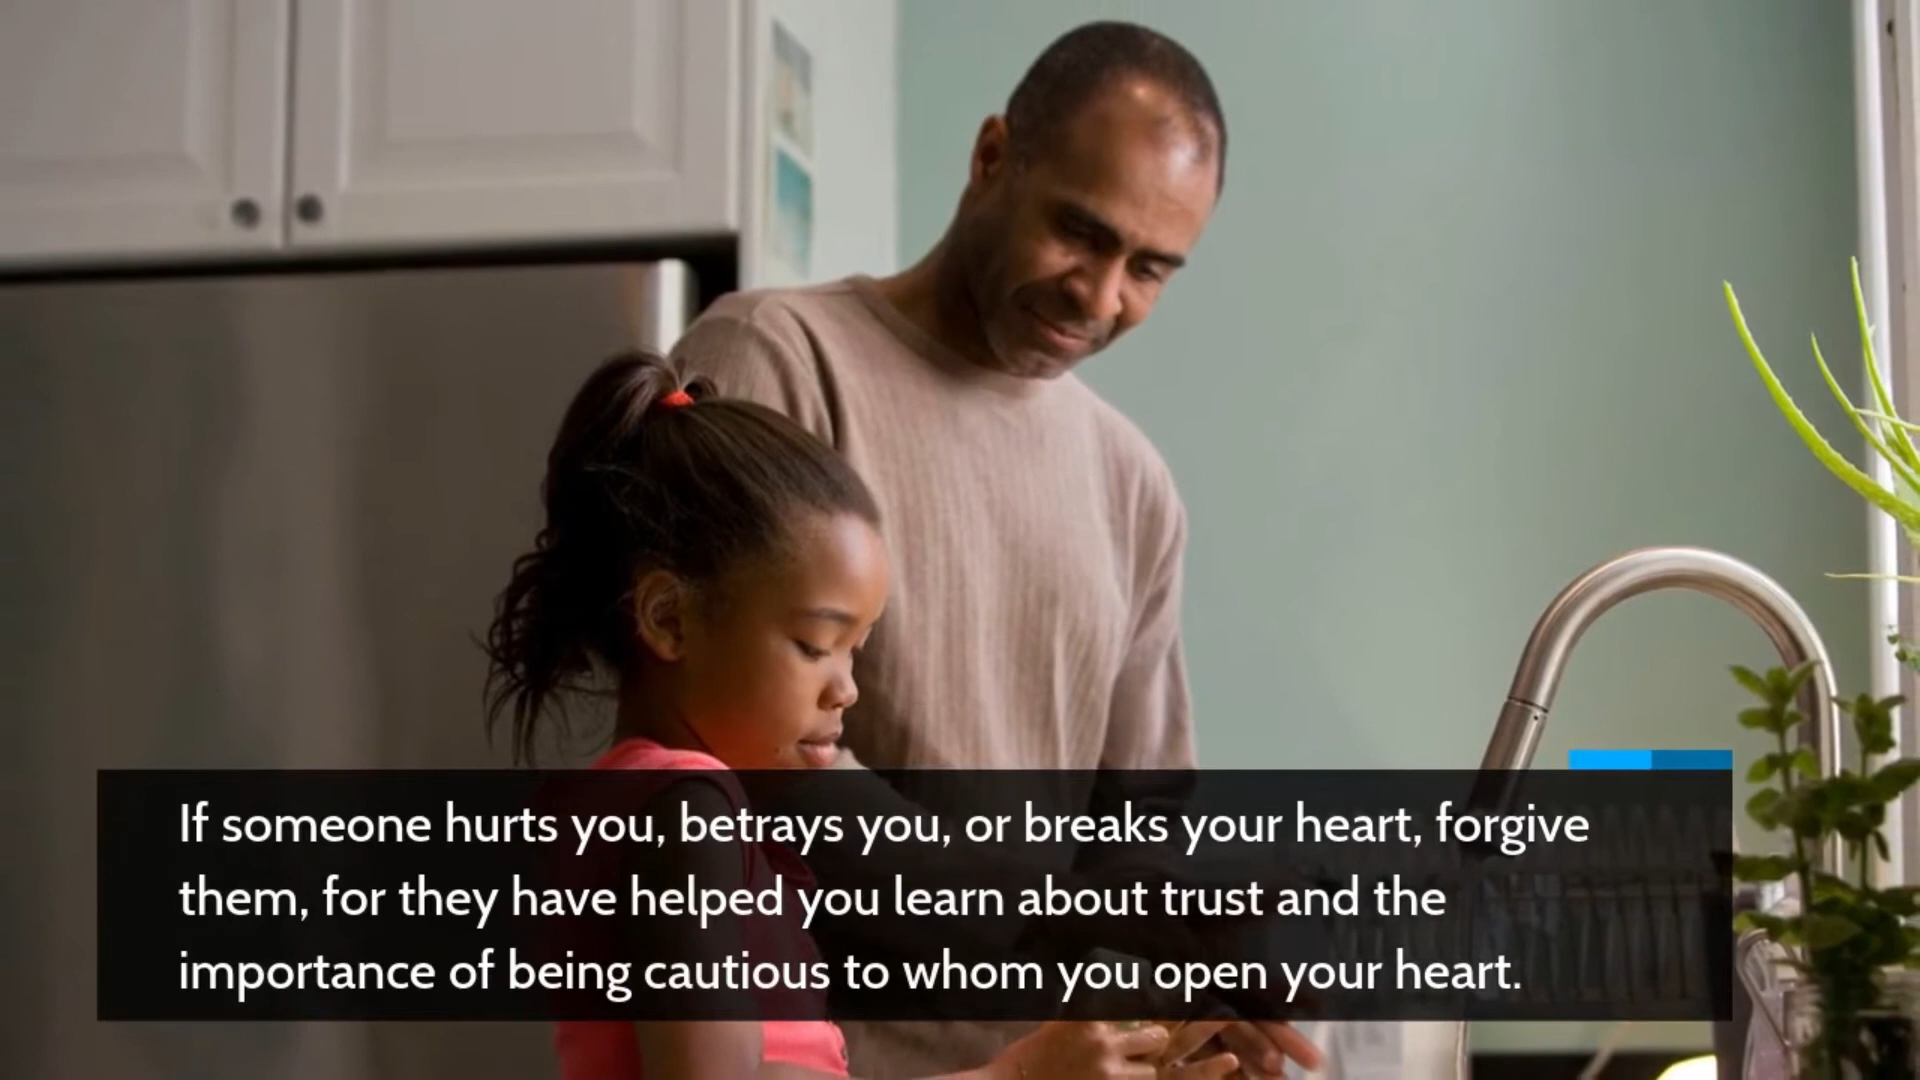 If someone hurts you, betrays you, or breaks your heart, forgive
them, for they have helped you learn about trust and the
importance of being cautious to whom you open your heart.